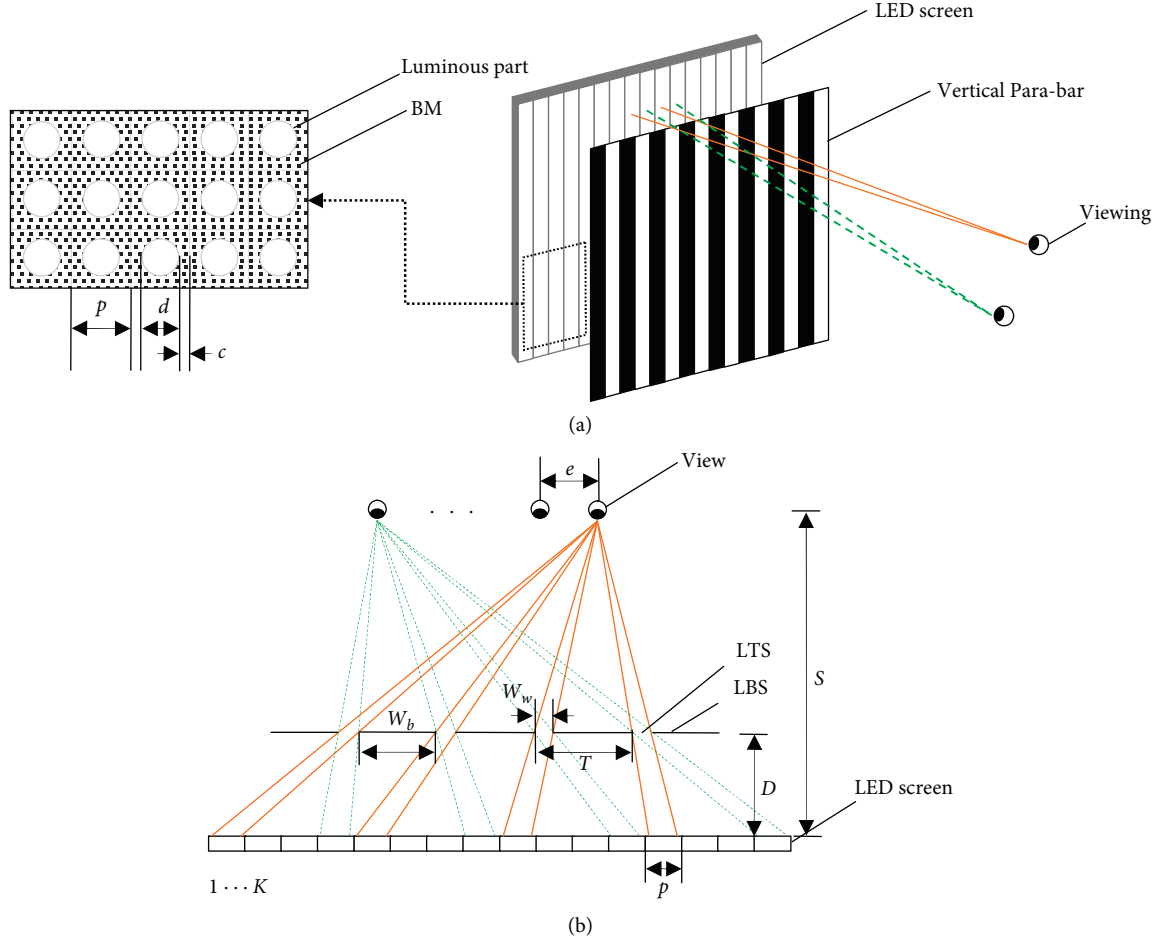 LED screen
Luminous part
BM
Vertical Para-bar
Viewing
p
d
c
(a)
e
View
. . .
LTS
LBS
S
W_w
W_b
T
D
LED screen
p
1 · · · K
(b)